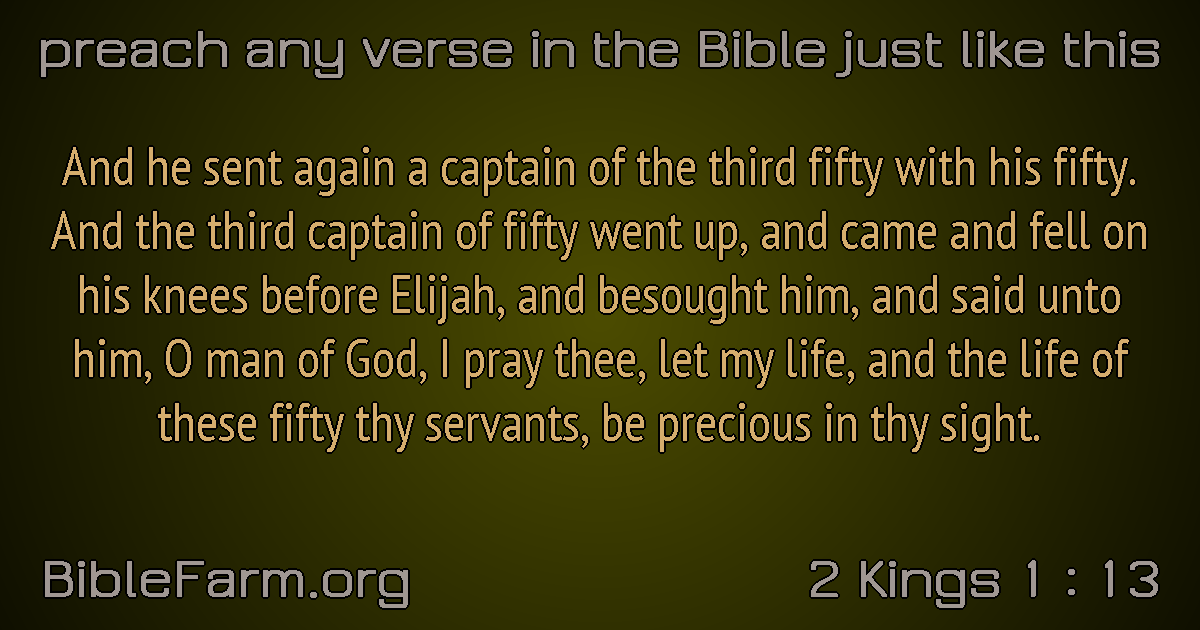 preach any verse in the Bible just like this
And he sent again a captain of the third fifty with his fifty.
And the third captain of fifty went up, and came and fell on
his knees before Elijah, and besought him, and said unto
him, O man of God, I pray thee, let my life, and the life of
these fifty thy servants, be precious in thy sight.
BibleFarm.org
2 Kings 1 : 13